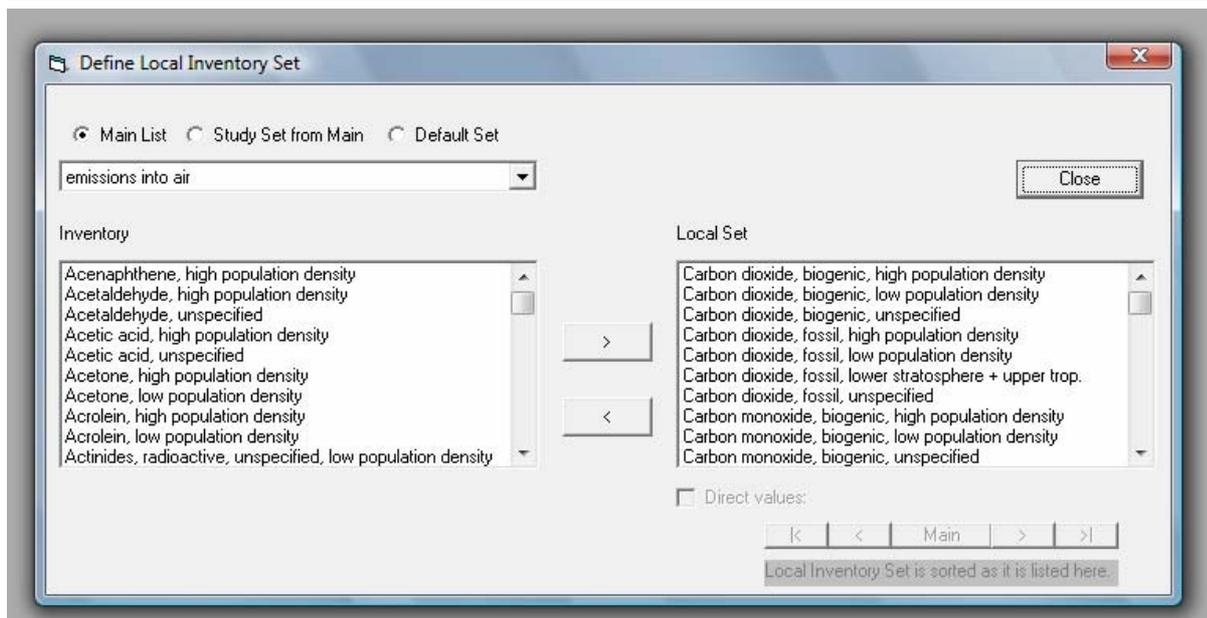 Define Local Inventory Set
Main List Study Set from Main Default Set
emissions into air
Close
Inventory
Acenaphthene, high population density
Acetaldehyde, high population density
Acetaldehyde, unspecified
Acetic acid, high population density
Acetic acid, unspecified
Acetone, high population density
Acetone, low population density
Acrolein, high population density
Acrolein, low population density
Actinides, radioactive, unspecified, low population density
>
<
Local Set
Carbon dioxide, biogenic, high population density
Carbon dioxide, biogenic, low population density
Carbon dioxide, biogenic, unspecified
Carbon dioxide, fossil, high population density
Carbon dioxide, fossil, low population density
Carbon dioxide, fossil, lower stratosphere + upper trop.
Carbon dioxide, fossil, unspecified
Carbon monoxide, biogenic, high population density
Carbon monoxide, biogenic, low population density
Carbon monoxide, biogenic, unspecified
Direct values:
|< < Main > >|
Local Inventory Set is sorted as it is listed here.